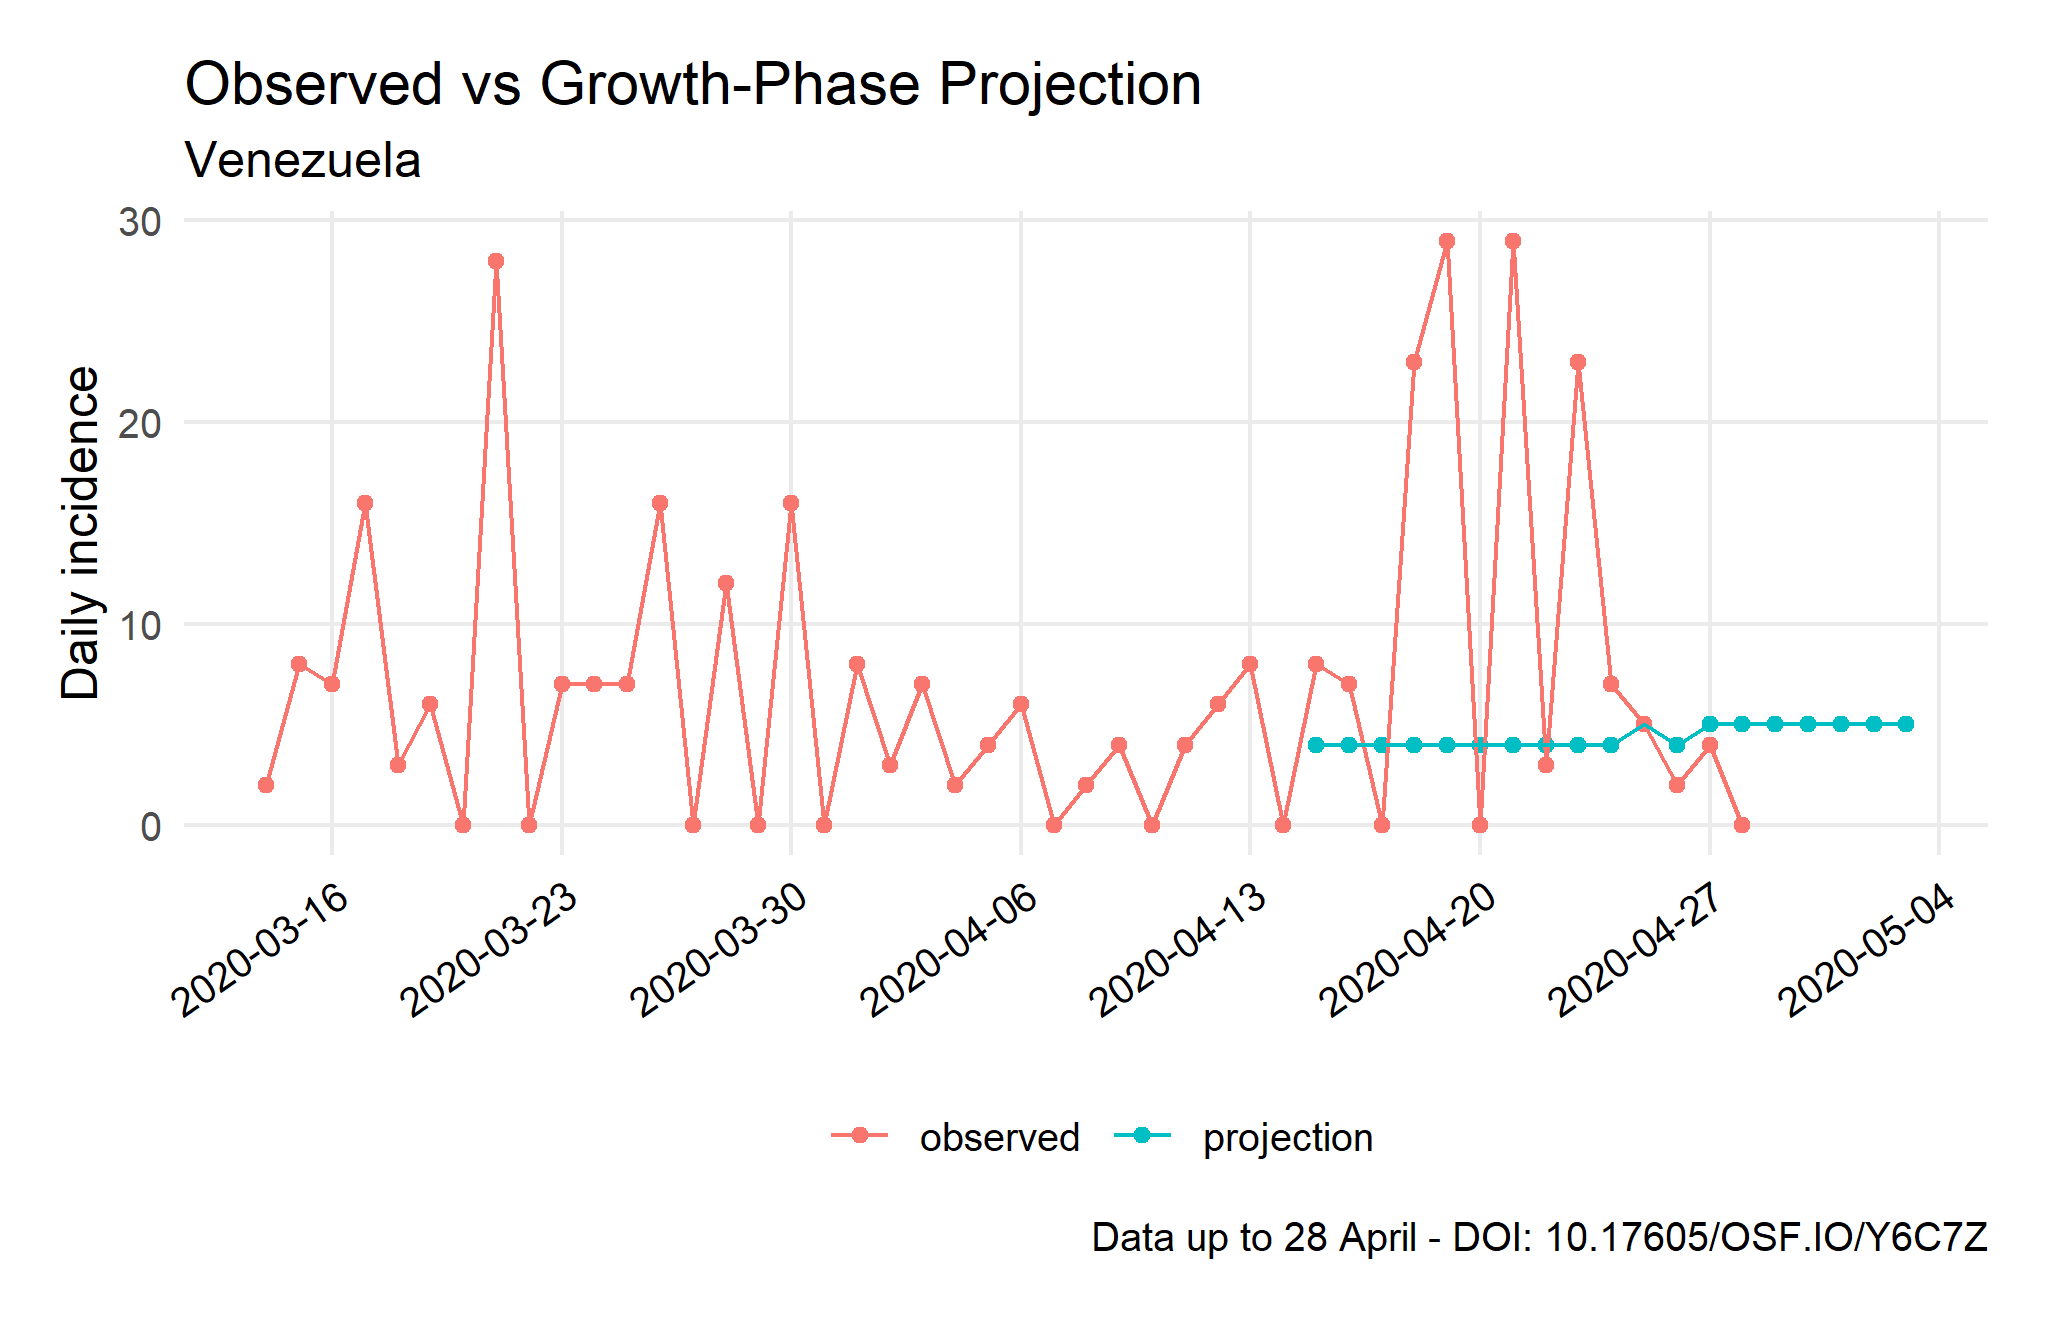 Observed vs Growth-Phase Projection
Venezuela
Daily incidence
30
20
10
0
2020-03-16
2020-03-23
2020-03-30
2020-04-06
2020-04-13
2020-04-20
2020-04-27
2020-05-04
observed
projection
Data up to 28 April - DOI: 10.17605/OSF.IO/Y6C7Z